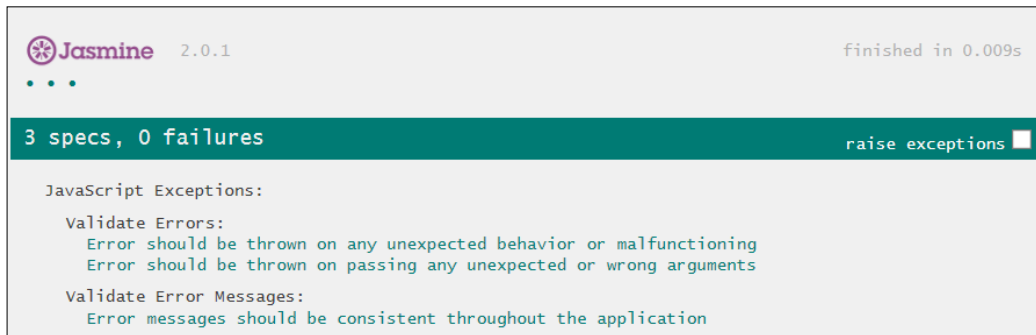 Jasmine 2.0.1 finished in 0.009s
3 specs, 0 failures raise exceptions
JavaScript Exceptions:
Validate Errors:
Error should be thrown on any unexpected behavior or malfunctioning
Error should be thrown on passing any unexpected or wrong arguments
Validate Error Messages:
Error messages should be consistent throughout the application